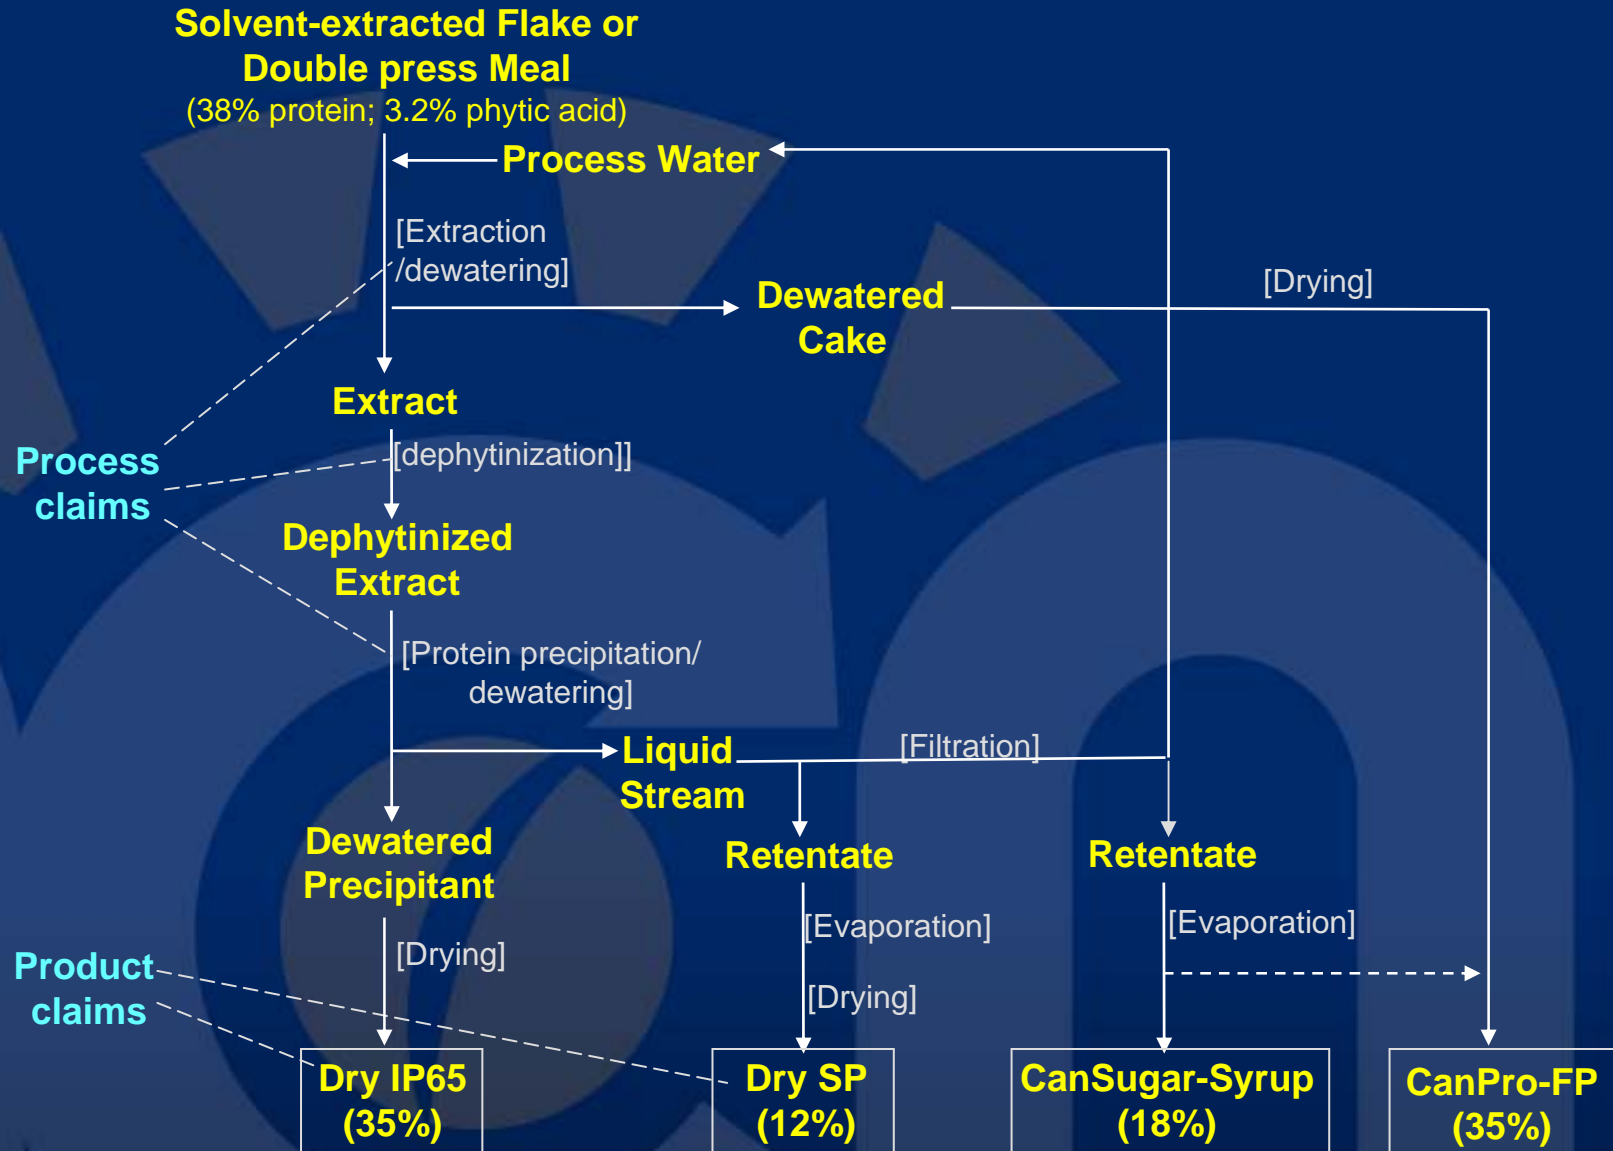 Solvent-extracted Flake or
Double press Meal
(38% protein; 3.2% phytic acid)
Process Water
[Extraction
/dewatering]
[Drying]
Dewatered
Cake
Extract
[dephytinization]]
Process
claims
Dephytinized
Extract
[Protein precipitation/
dewatering]
Liquid
Stream
[Filtration]
Dewatered
Precipitant
Retentate
Retentate
[Evaporation]
[Evaporation]
[Drying]
[Drying]
Product
claims
Dry IP65
(35%)
Dry SP
(12%)
CanSugar-Syrup
(18%)
CanPro-FP
(35%)